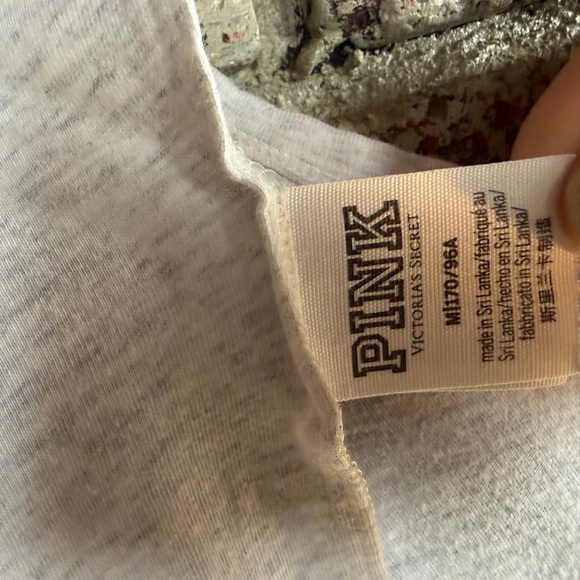 PINK
VICTORIA'S SECRET
M|170/96A
made in Sri Lanka/fabriqué au
Sri Lanka/hecho en Sri Lanka/
fabbricato in Sri Lanka/
斯里兰卡制造